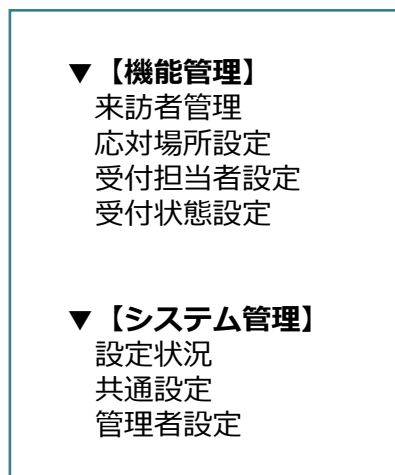 ▼【機能管理】
来訪者管理
応対場所設定
受付担当者設定
受付状態設定
▼【システム管理】
設定状況
共通設定
管理者設定